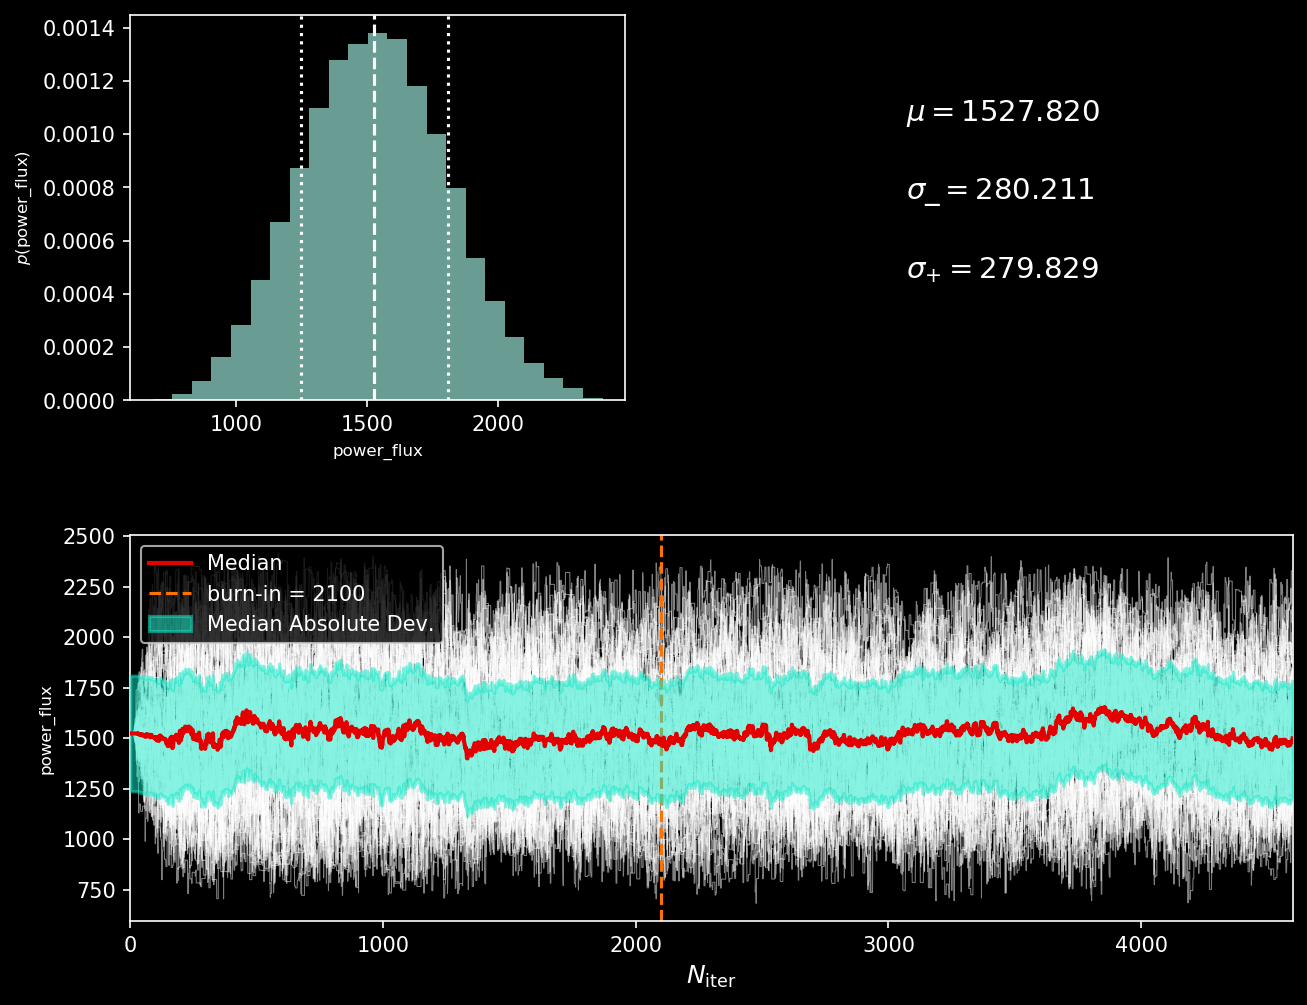 0.0014
0.0012
0.0010
0.0008
0.0006
0.0004
0.0002
0.0000
p(power_flux)
1000 1500 2000
power_flux
μ = 1527.820
σ_ = 280.211
σ+ = 279.829
2500
2250
2000
1750
1500
1250
1000
750
power_flux
Median
burn-in = 2100
Median Absolute Dev.
0 1000 2000 3000 4000
Niter